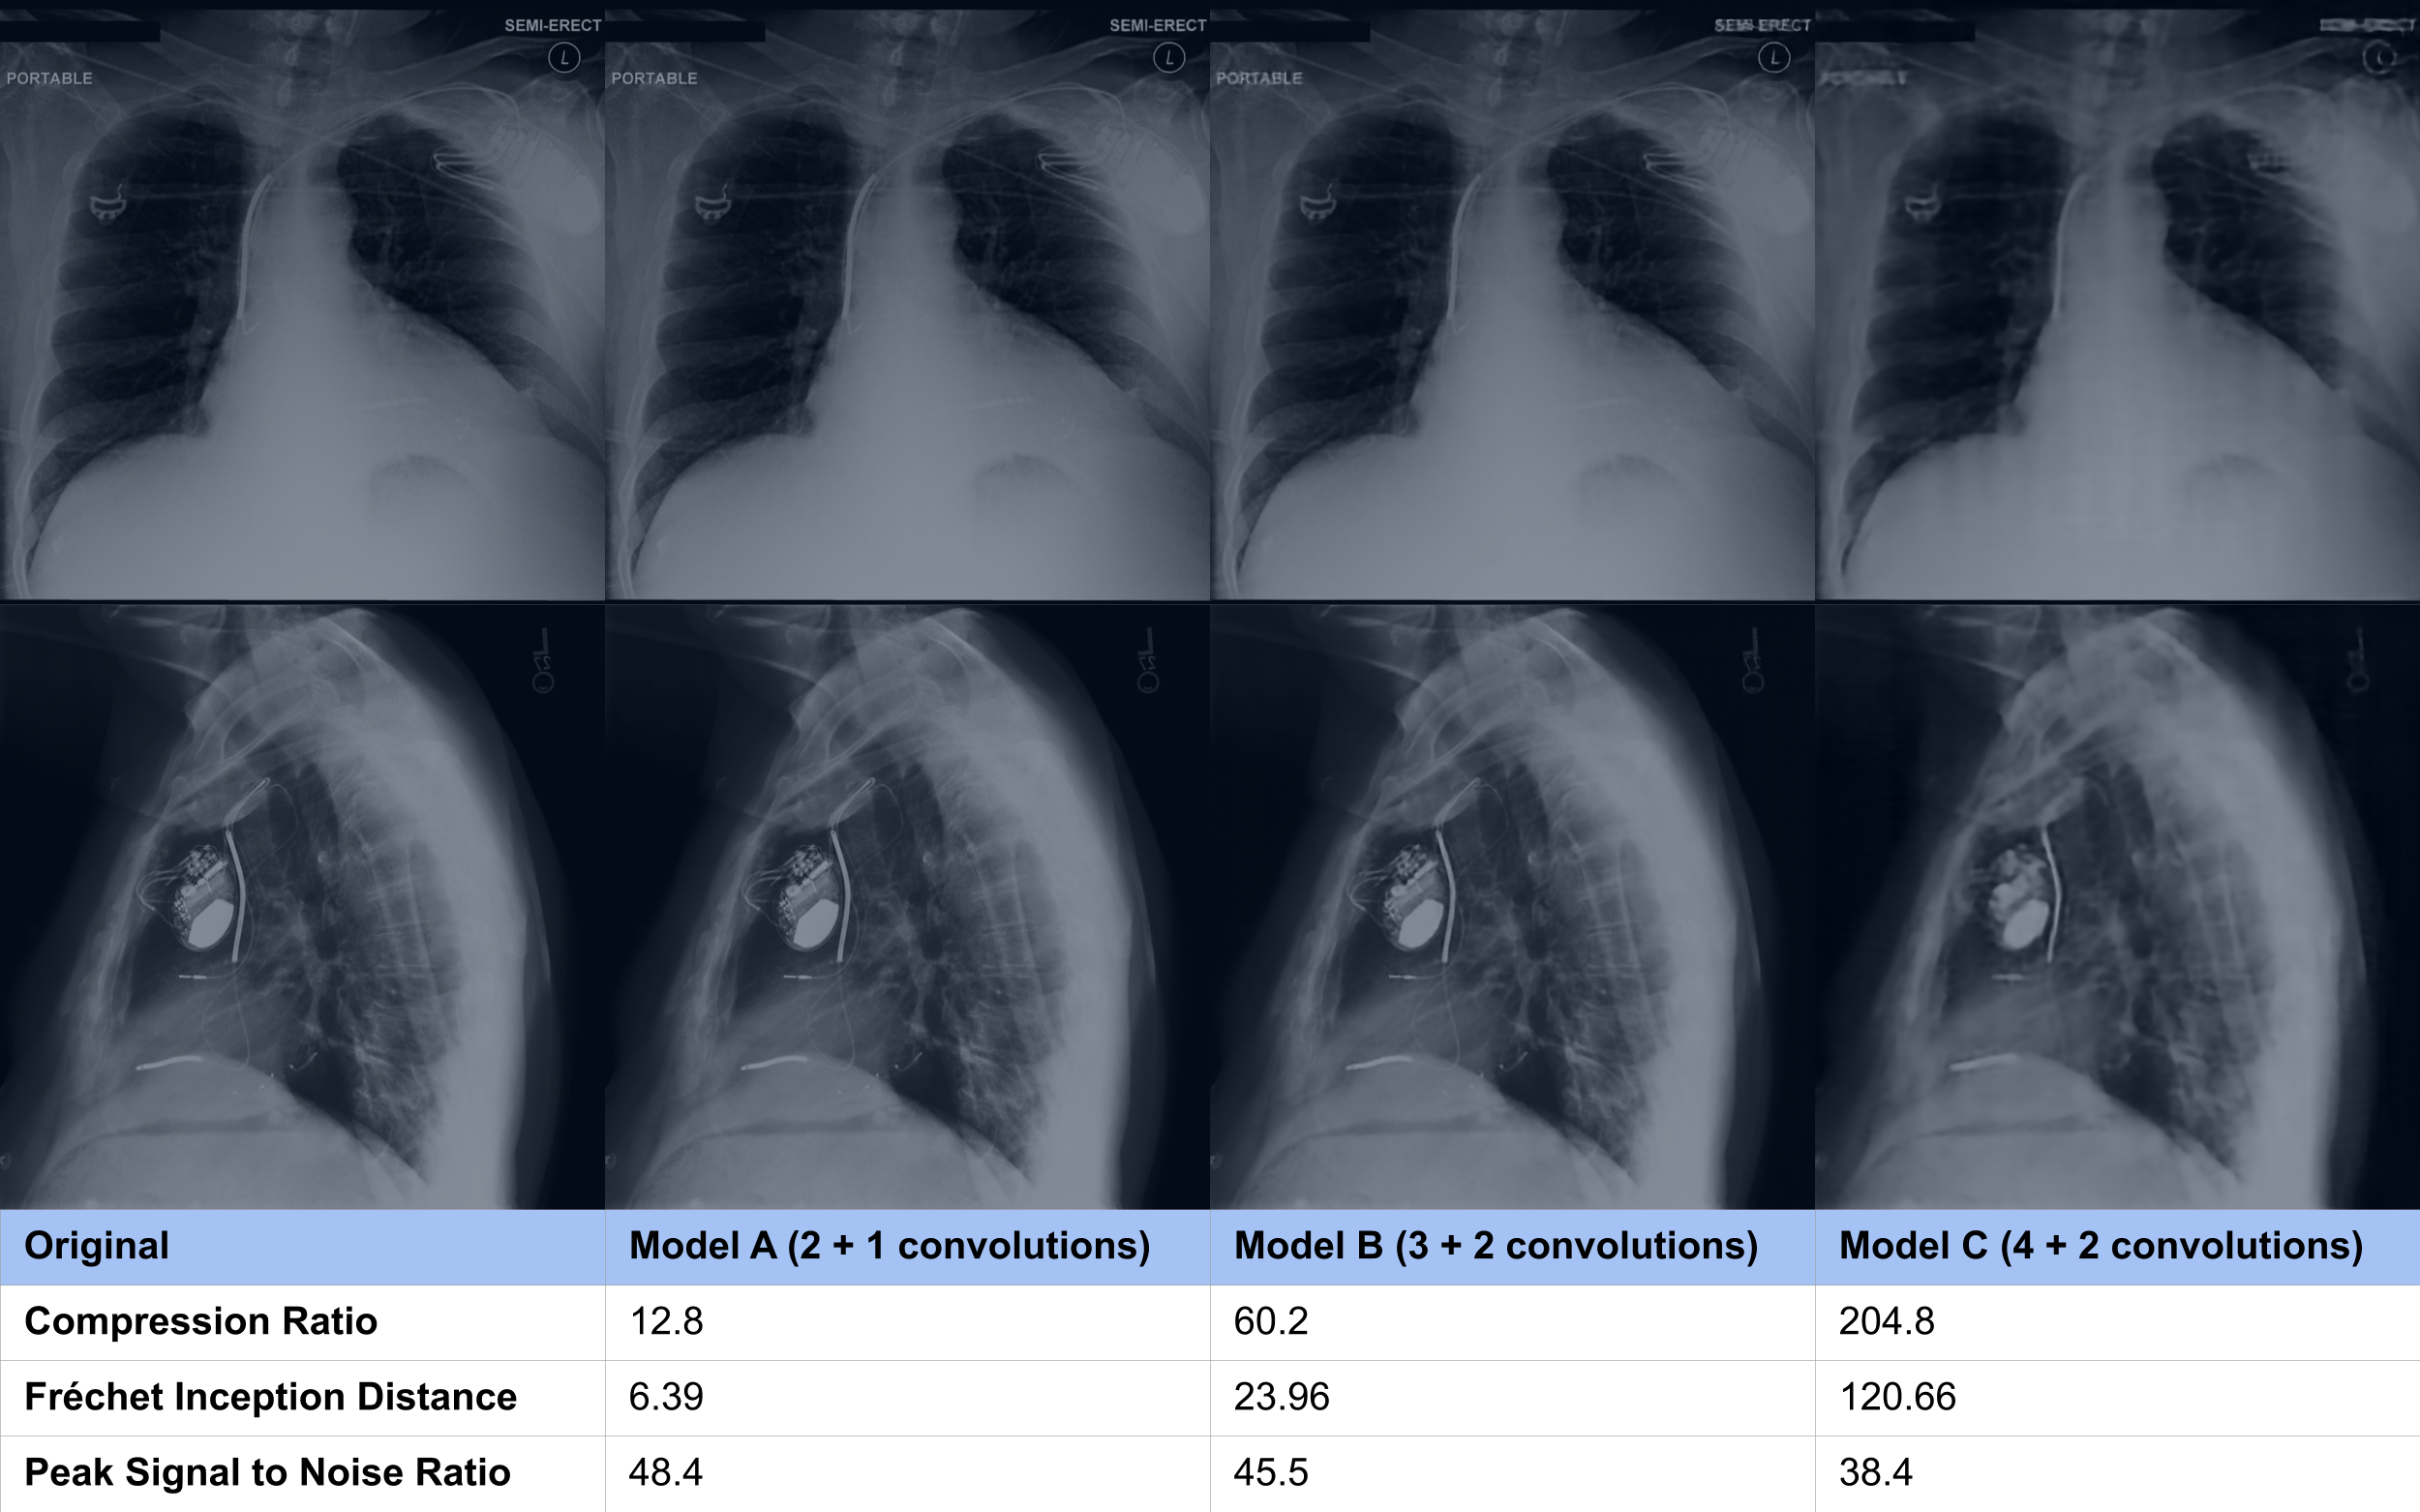 SEMI-ERECT
L
PORTABLE
SEMI-ERECT
L
PORTABLE
L
PORTABLE
Original
Model A (2 + 1 convolutions)
Model B (3 + 2 convolutions)
Model C (4 + 2 convolutions)
Compression Ratio
12.8
60.2
204.8
Fréchet Inception Distance
6.39
23.96
120.66
Peak Signal to Noise Ratio
48.4
45.5
38.4